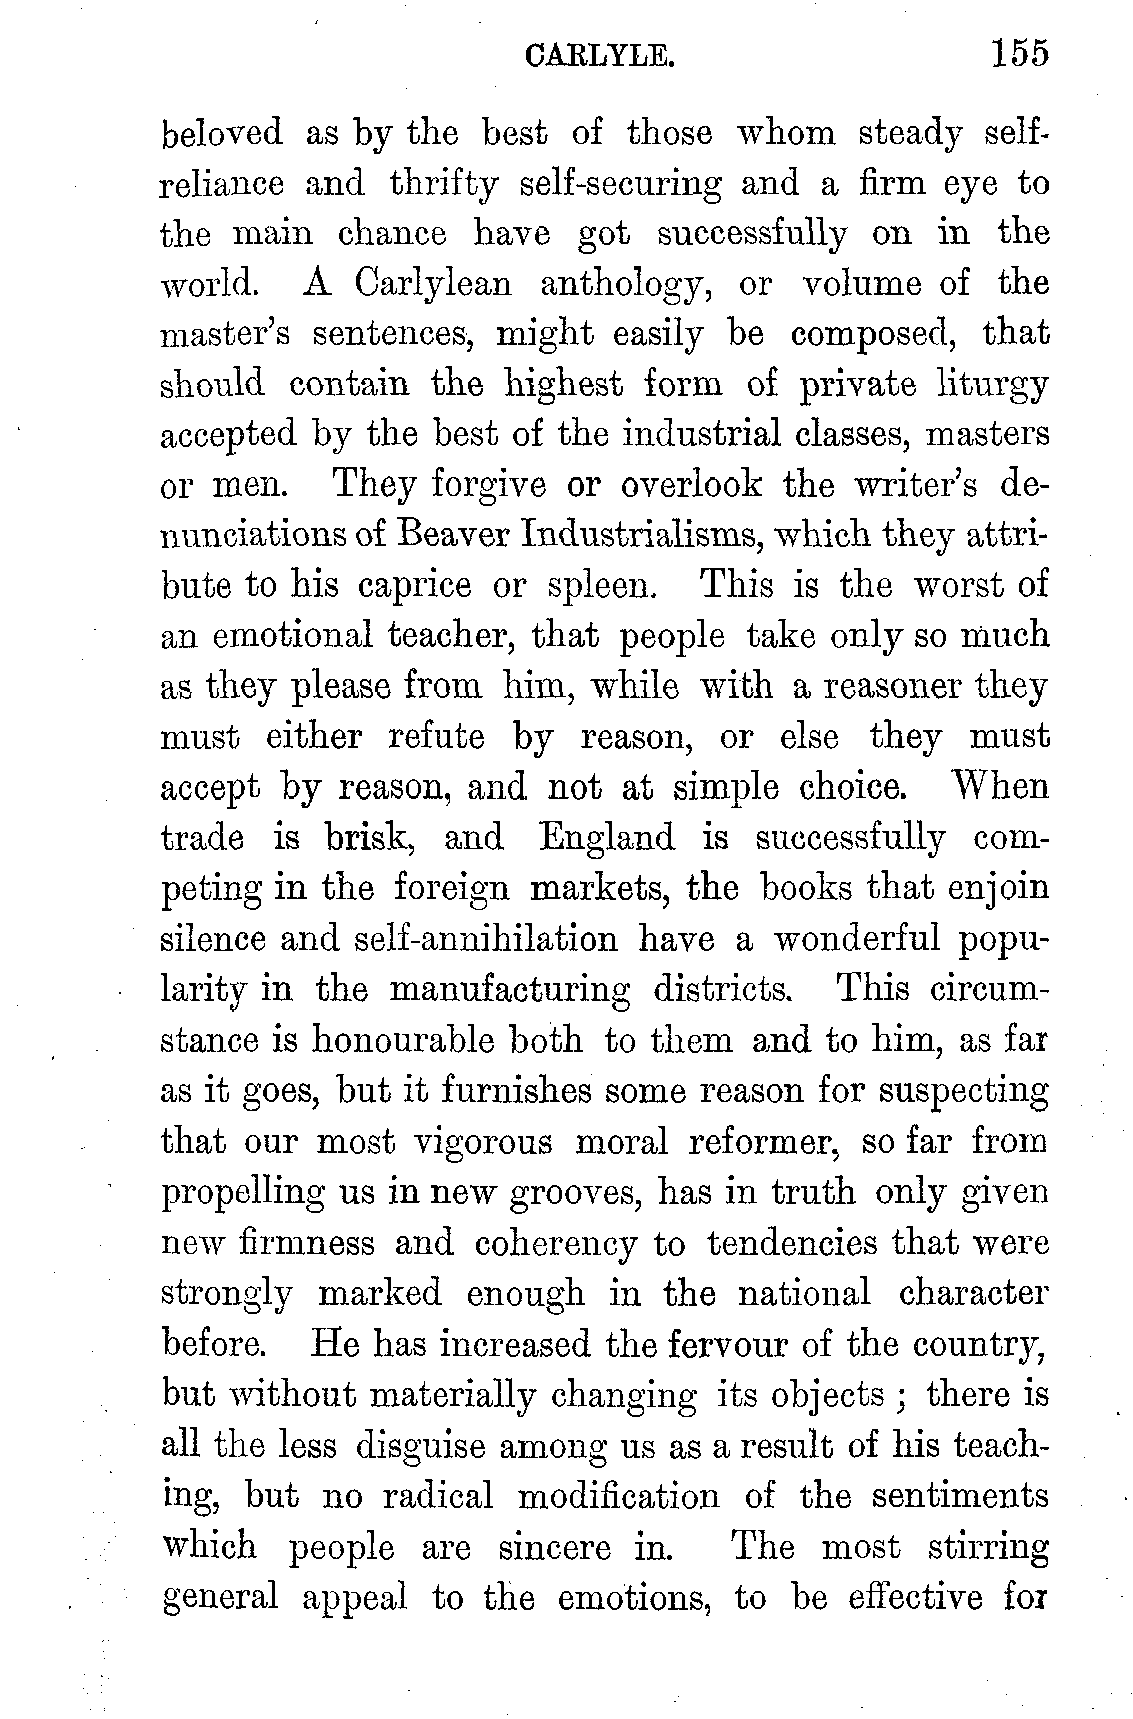 CARLYLE. 155
beloved as by the best of those whom steady self-
reliance and thrifty self-securing and a firm eye to
the main chance have got successfully on in the
world. A Carlylean anthology, or volume of the
master's sentences, might easily be composed, that
should contain the highest form of private liturgy
accepted by the best of the industrial classes, masters
or men. They forgive or overlook the writer's de-
nunciations of Beaver Industrialisms, which they attri-
bute to his caprice or spleen. This is the worst of
an emotional teacher, that people take only so much
as they please from him, while with a reasoner they
must either refute by reason, or else they must
accept by reason, and not at simple choice. When
trade is brisk, and England is successfully com-
peting in the foreign markets, the books that enjoin
silence and self-annihilation have a wonderful popu-
larity in the manufacturing districts. This circum-
stance is honourable both to them and to him, as far
as it goes, but it furnishes some reason for suspecting
that our most vigorous moral reformer, so far from
propelling us in new grooves, has in truth only given
new firmness and coherency to tendencies that were
strongly marked enough in the national character
before. He has increased the fervour of the country,
but without materially changing its objects ; there is
all the less disguise among us as a result of his teach-
ing, but no radical modification of the sentiments
which people are sincere in. The most stirring
general appeal to the emotions, to be effective for